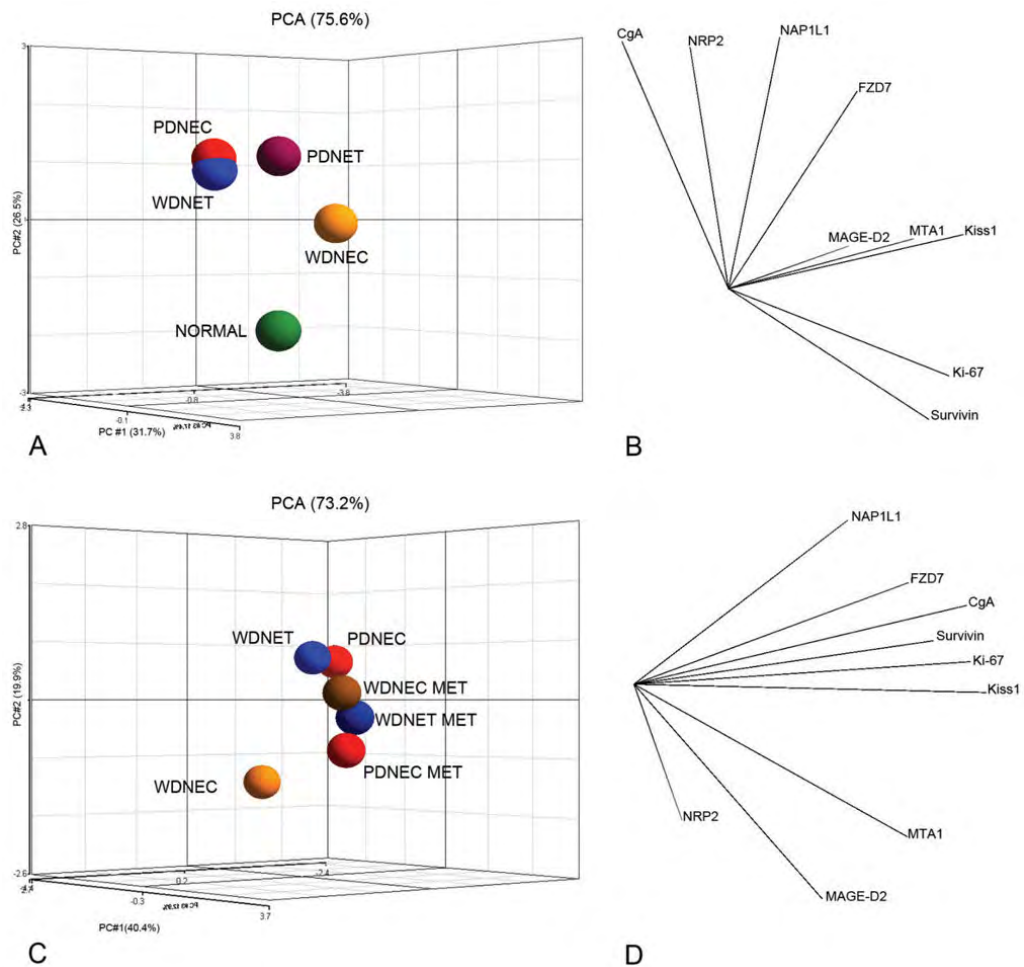 PCA (75.6%)
3
PDNEC
PDNET
WDNET
WDNEC
NORMAL
PC#2 (26.5%)
-3
-0.8
-3.8
-0.1
3.8
PC #1 (31.7%)
A
CgA
NRP2
NAP1L1
FZD7
MAGE-D2
MTA1
Kiss1
Ki-67
Survivin
B
PCA (73.2%)
2.8
WDNET
PDNEC
WDNEC MET
WDNET MET
PDNEC MET
WDNEC
PC#2 (19.9%)
-2.6
0.2
-2.4
-0.3
3.7
PC#1(40.4%)
C
NAP1L1
FZD7
CgA
Survivin
Ki-67
Kiss1
NRP2
MTA1
MAGE-D2
D